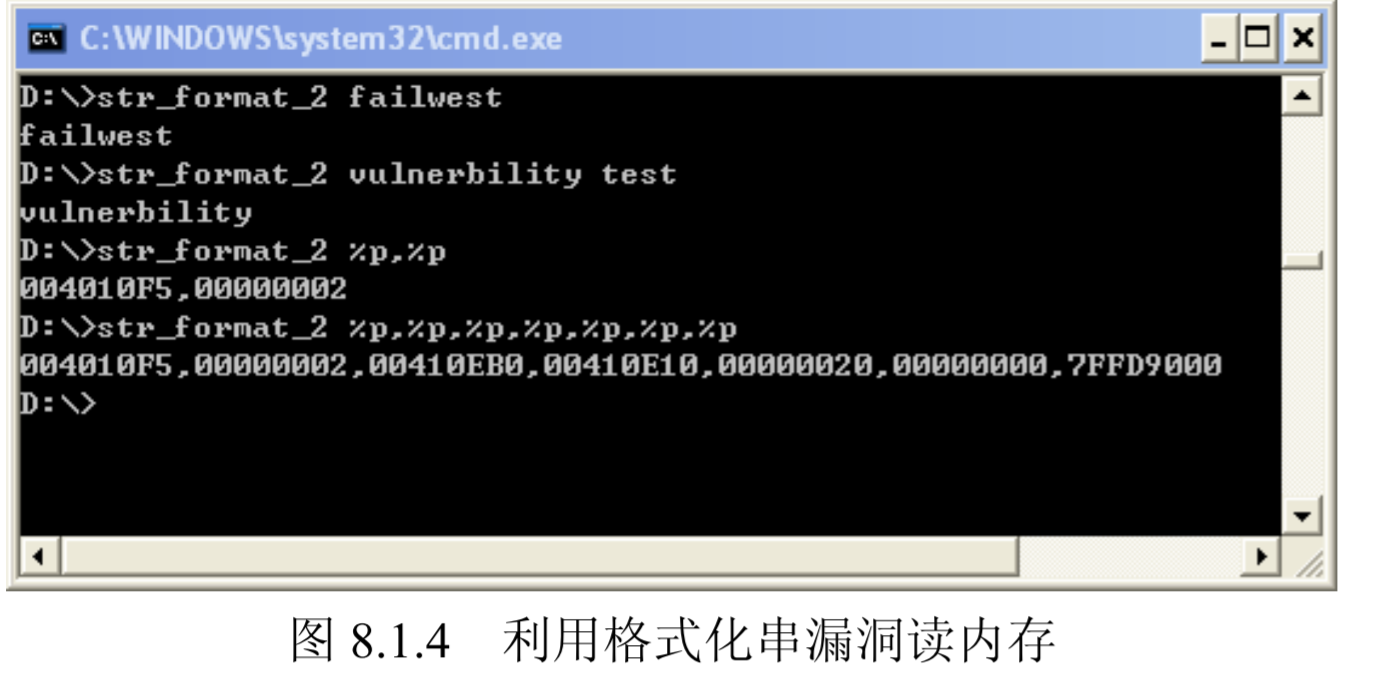 C:\WINDOWS\system32\cmd.exe
D:\>str_format_2 failwest
failwest
D:\>str_format_2 vulnerbility test
vulnerbility
D:\>str_format_2 %p,%p
004010F5,00000002
D:\>str_format_2 %p,%p,%p,%p,%p,%p,%p
004010F5,00000002,00410EB0,00410E10,00000020,00000000,7FFD9000
D:\>
图 8.1.4 利用格式化串漏洞读内存